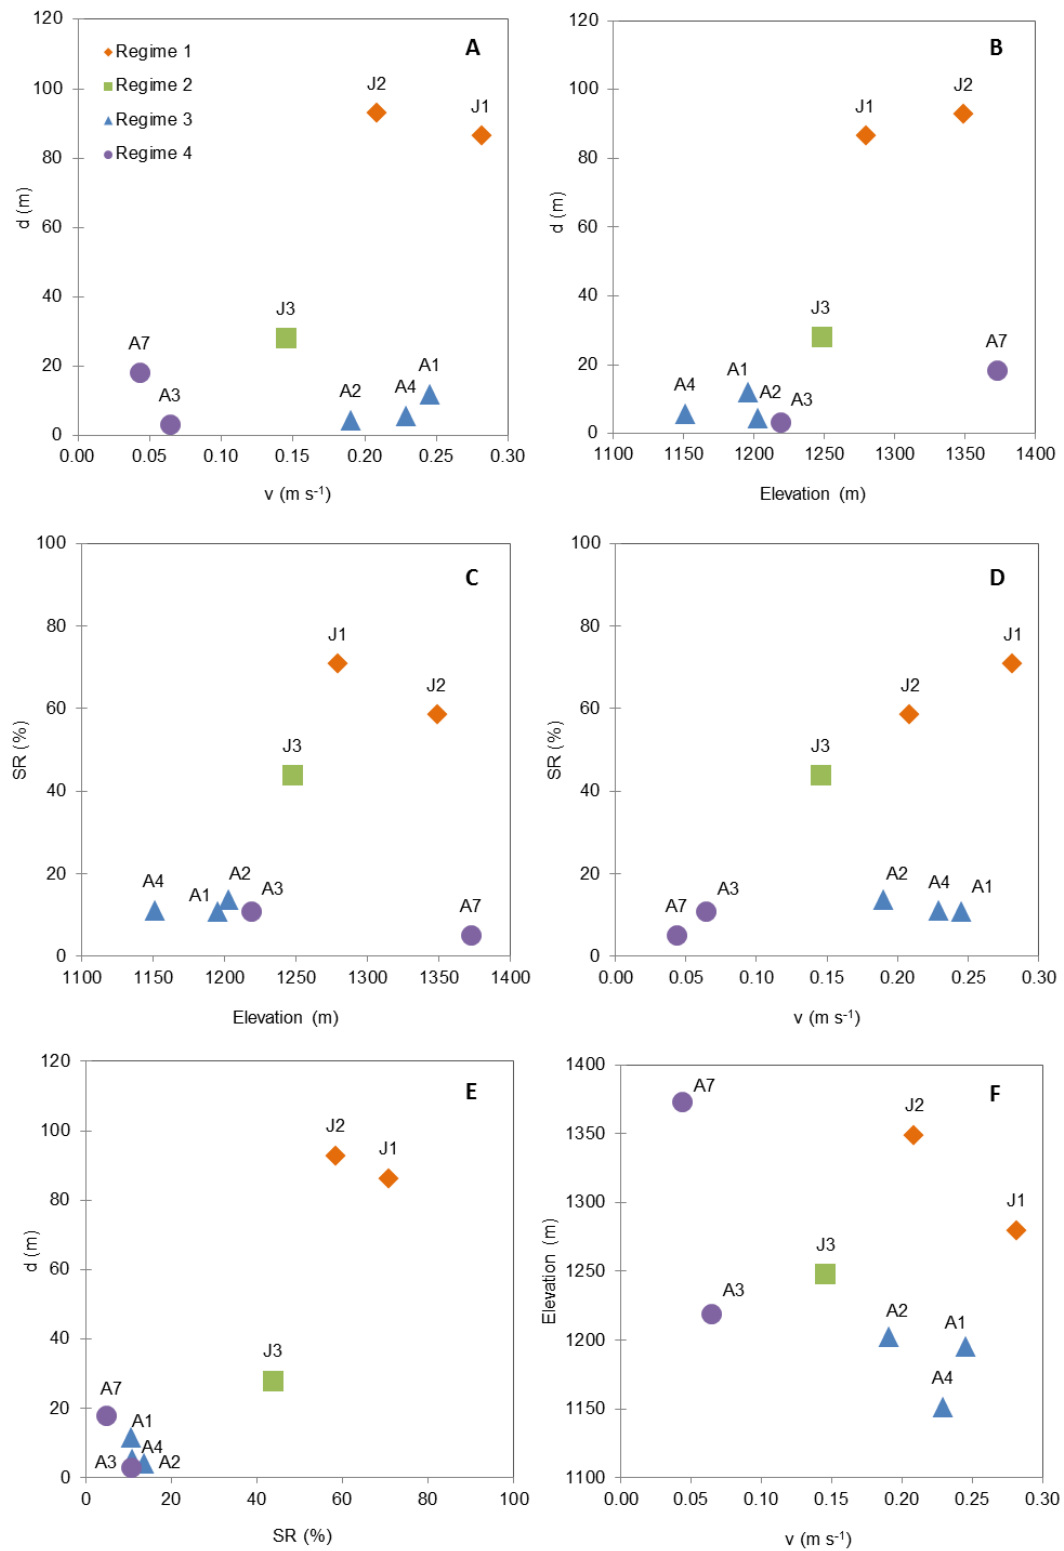 A
Regime 1
Regime 2
Regime 3
Regime 4
J2
J1
J3
A7
A3
A2
A4
A1
120
100
80
60
40
20
0
d (m)
0.00 0.05 0.10 0.15 0.20 0.25 0.30
v (m s-1)
B
J2
J1
J3
A7
A4
A1
A2
A3
120
100
80
60
40
20
0
d (m)
1100 1150 1200 1250 1300 1350 1400
Elevation (m)
C
J1
J2
J3
A4
A1
A2
A3
A7
100
80
60
40
20
0
SR (%)
1100 1150 1200 1250 1300 1350 1400
Elevation (m)
D
J1
J2
J3
A7
A3
A2
A4
A1
100
80
60
40
20
0
SR (%)
0.00 0.05 0.10 0.15 0.20 0.25 0.30
v (m s-1)
E
J2
J1
J3
A7
A1
A4
A3
A2
120
100
80
60
40
20
0
d (m)
0 20 40 60 80 100
SR (%)
F
A7
J2
J1
J3
A3
A2
A1
A4
1400
1350
1300
1250
1200
1150
1100
Elevation (m)
0.00 0.05 0.10 0.15 0.20 0.25 0.30
v (m s-1)